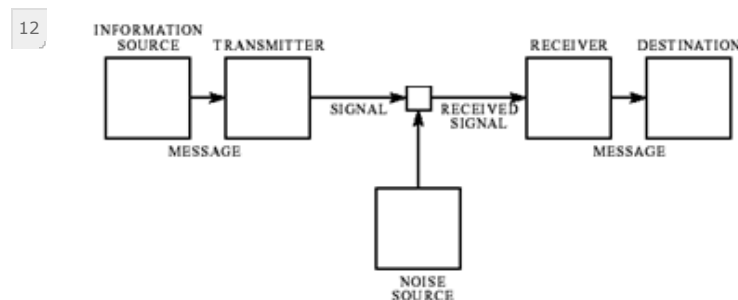 12
INFORMATION
SOURCE
TRANSMITTER
RECEIVER
DESTINATION
SIGNAL
RECEIVED
SIGNAL
MESSAGE
MESSAGE
NOISE
SOURCE